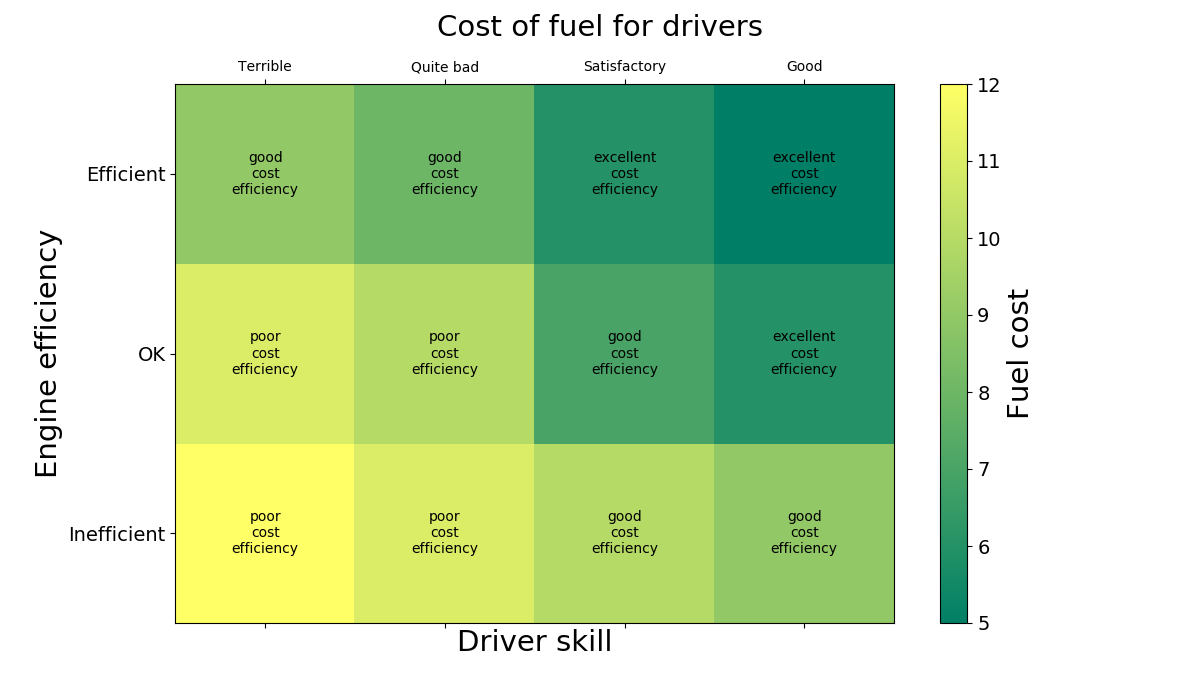 Cost of fuel for drivers
Terrible
Quite bad
Satisfactory
Good
Efficient
OK
Inefficient
Engine efficiency
good
cost
efficiency
good
cost
efficiency
excellent
cost
efficiency
excellent
cost
efficiency
poor
cost
efficiency
poor
cost
efficiency
good
cost
efficiency
excellent
cost
efficiency
poor
cost
efficiency
poor
cost
efficiency
good
cost
efficiency
good
cost
efficiency
Driver skill
12
11
10
9
8
7
6
5
Fuel cost